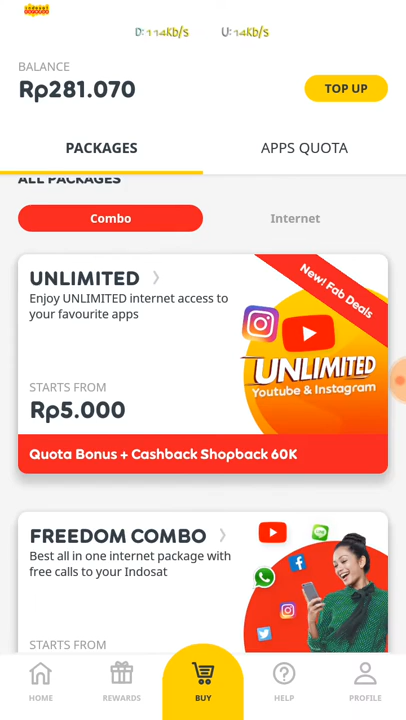 indosat
ooredoo
D: 114Kb/s U: 14Kb/s
BALANCE
Rp281.070
TOP UP
PACKAGES
APPS QUOTA
ALL PACKAGES
Combo
Internet
UNLIMITED
Enjoy UNLIMITED internet access to
your favourite apps
STARTS FROM
Rp5.000
New! Fab Deals
UNLIMITED
Youtube & Instagram
Quota Bonus + Cashback Shopback 60K
FREEDOM COMBO
Best all in one internet package with
free calls to your Indosat
STARTS FROM
HOME
REWARDS
BUY
HELP
PROFILE